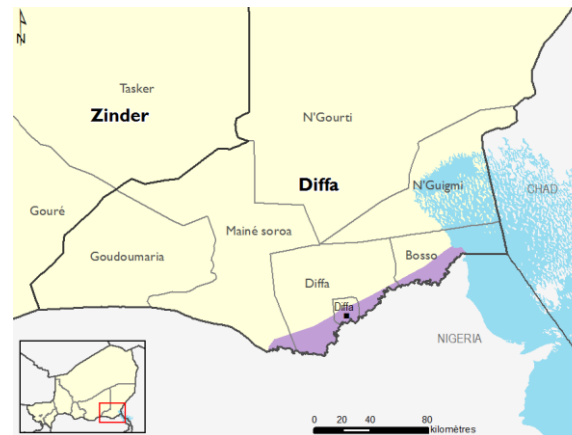 N
Tasker
Zinder
N'Gourti
Diffa
N'Guigmi
CHAD
Gouré
Mainé soroa
Goudoumaria
Bosso
Diffa
Diffa
NIGERIA
0 20 40 80
kilomètres